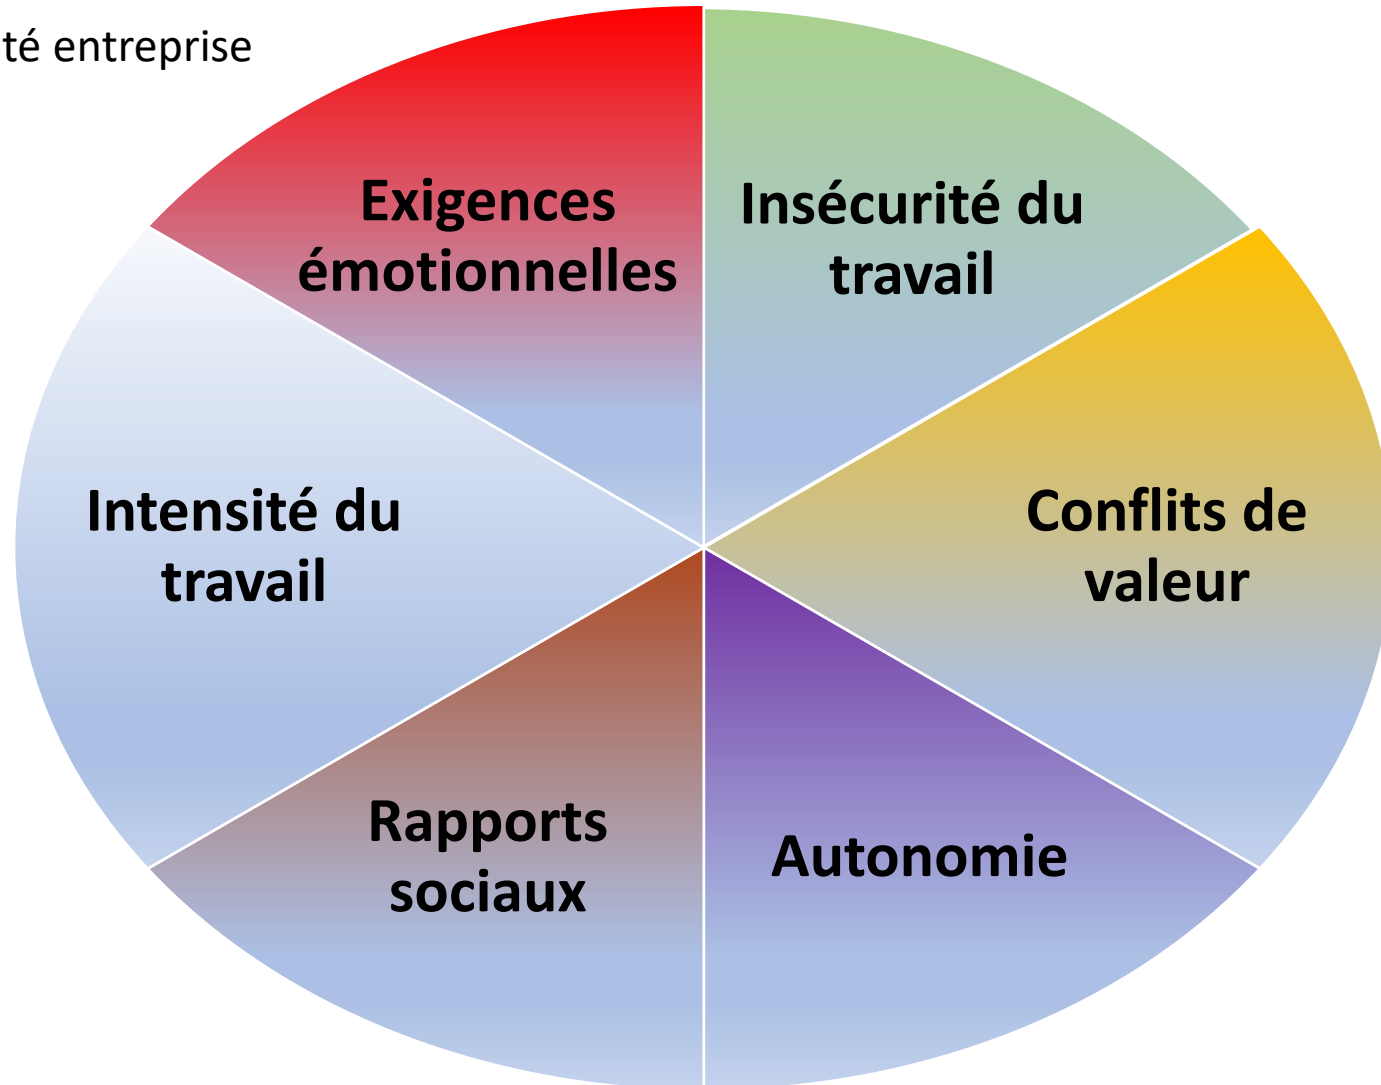 té entreprise
Exigences
émotionnelles
Insécurité du
travail
Intensité du
travail
Conflits de
valeur
Rapports
sociaux
Autonomie